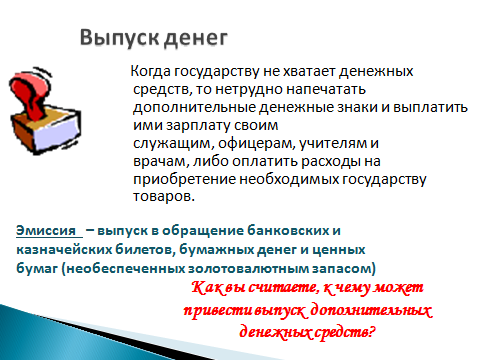 Выпуск денег
Когда государству не хватает денежных
средств, то нетрудно напечатать
дополнительные денежные знаки и выплатить
ими зарплату своим
служащим, офицерам, учителям и
врачам, либо оплатить расходы на
приобретение необходимых государству
товаров.
Эмиссия – выпуск в обращение банковских и
казначейских билетов, бумажных денег и ценных
бумаг (необеспеченных золотовалютным запасом)
Как вы считаете, к чему может
привести выпуск дополнительных
денежных средств?